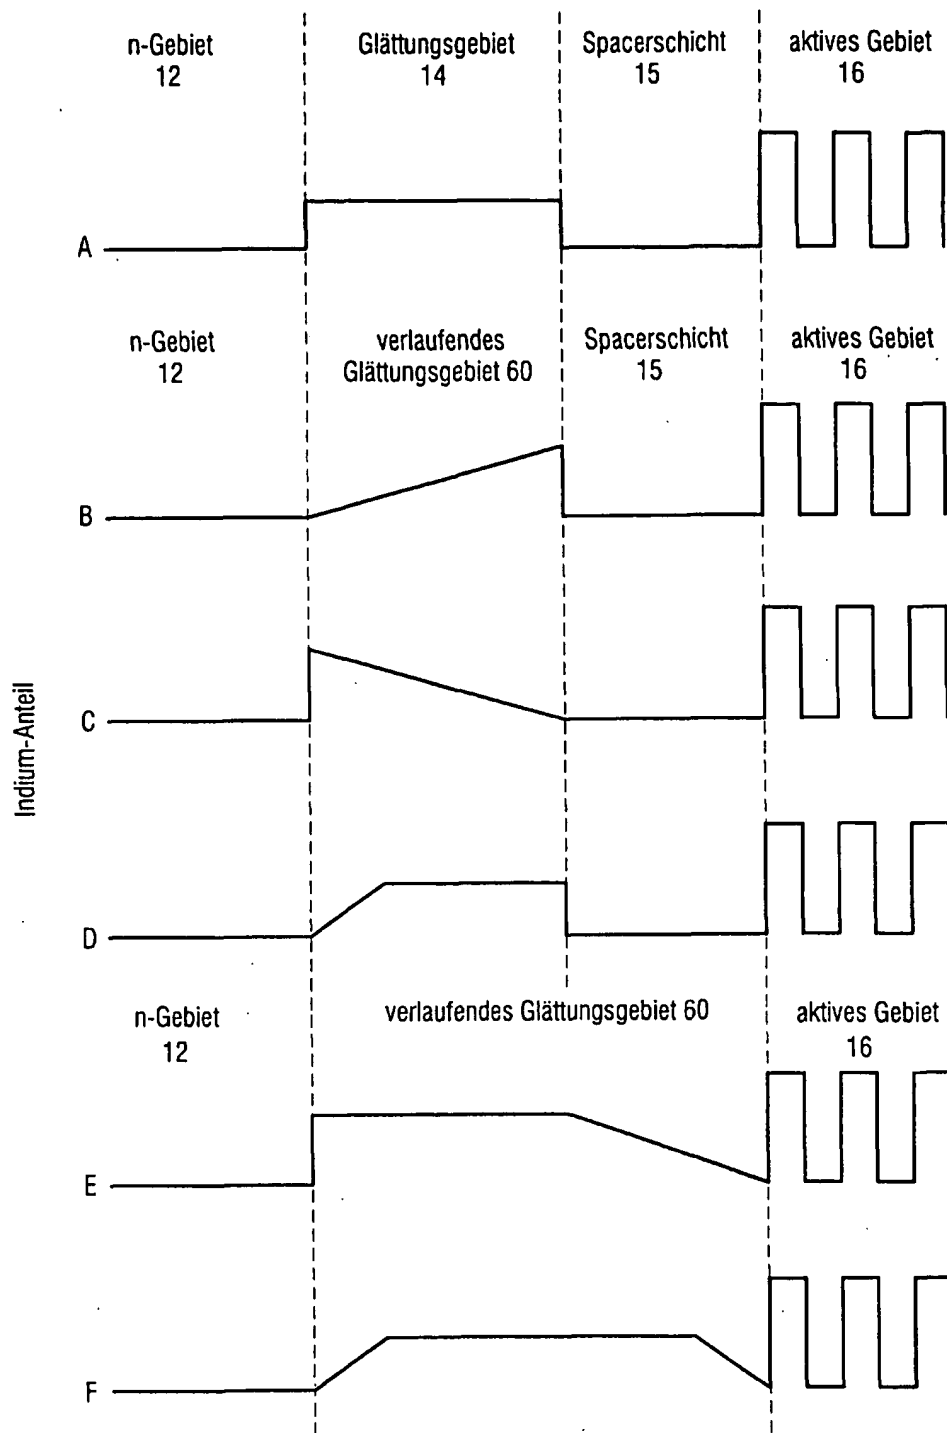 n-Gebiet
12
Glättungsgebiet
14
Spacerschicht
15
aktives Gebiet
16
A
n-Gebiet
12
verlaufendes
Glättungsgebiet 60
Spacerschicht
15
aktives Gebiet
16
B
C
Indium-Anteil
D
n-Gebiet
12
verlaufendes Glättungsgebiet 60
aktives Gebiet
16
E
F